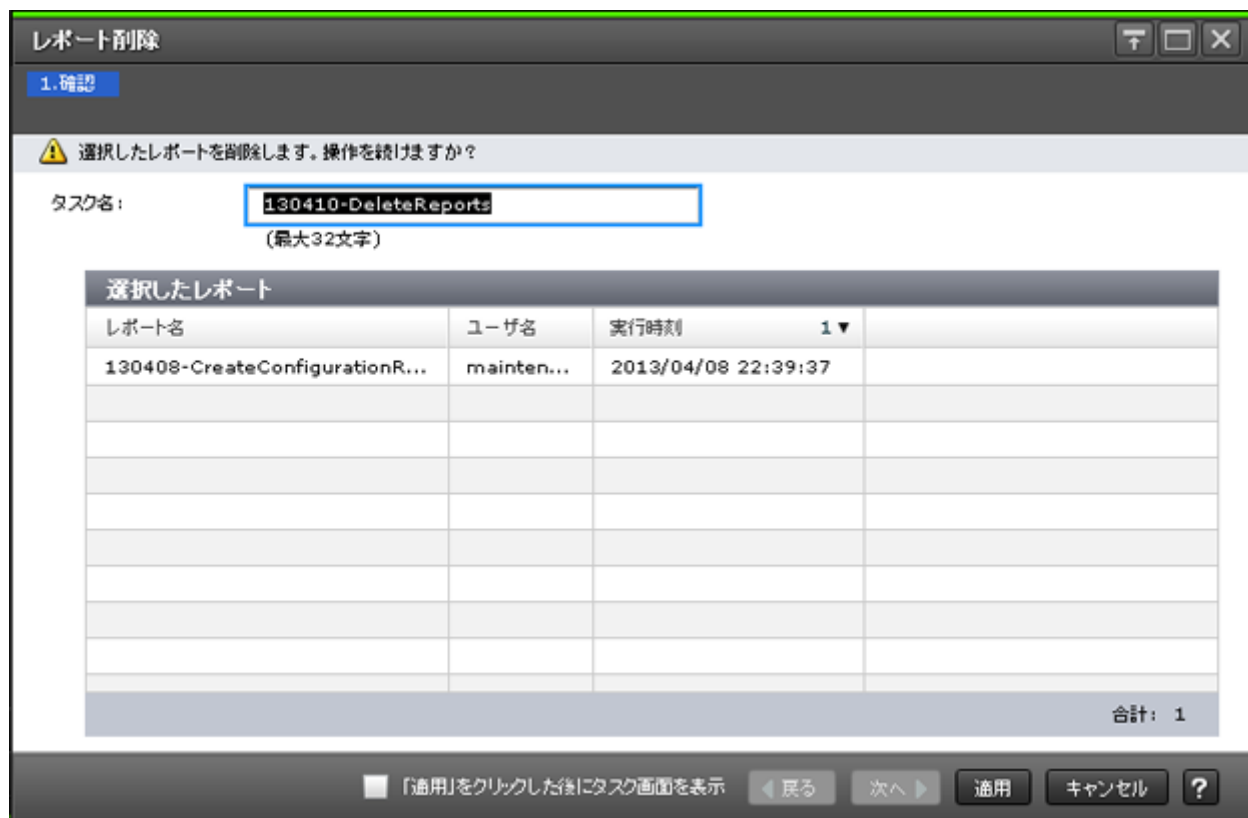 レポート削除
1.確認
選択したレポートを削除します。操作を続けますか？
タスク名：
130410-DeleteReports
(最大32文字)
選択したレポート
レポート名 ユーザ名 実行時刻 1▼
130408-CreateConfigurationR... mainten... 2013/04/08 22:39:37
合計： 1
「適用」をクリックした後にタスク画面を表示 ◀戻る 次へ▶ 適用 キャンセル ?